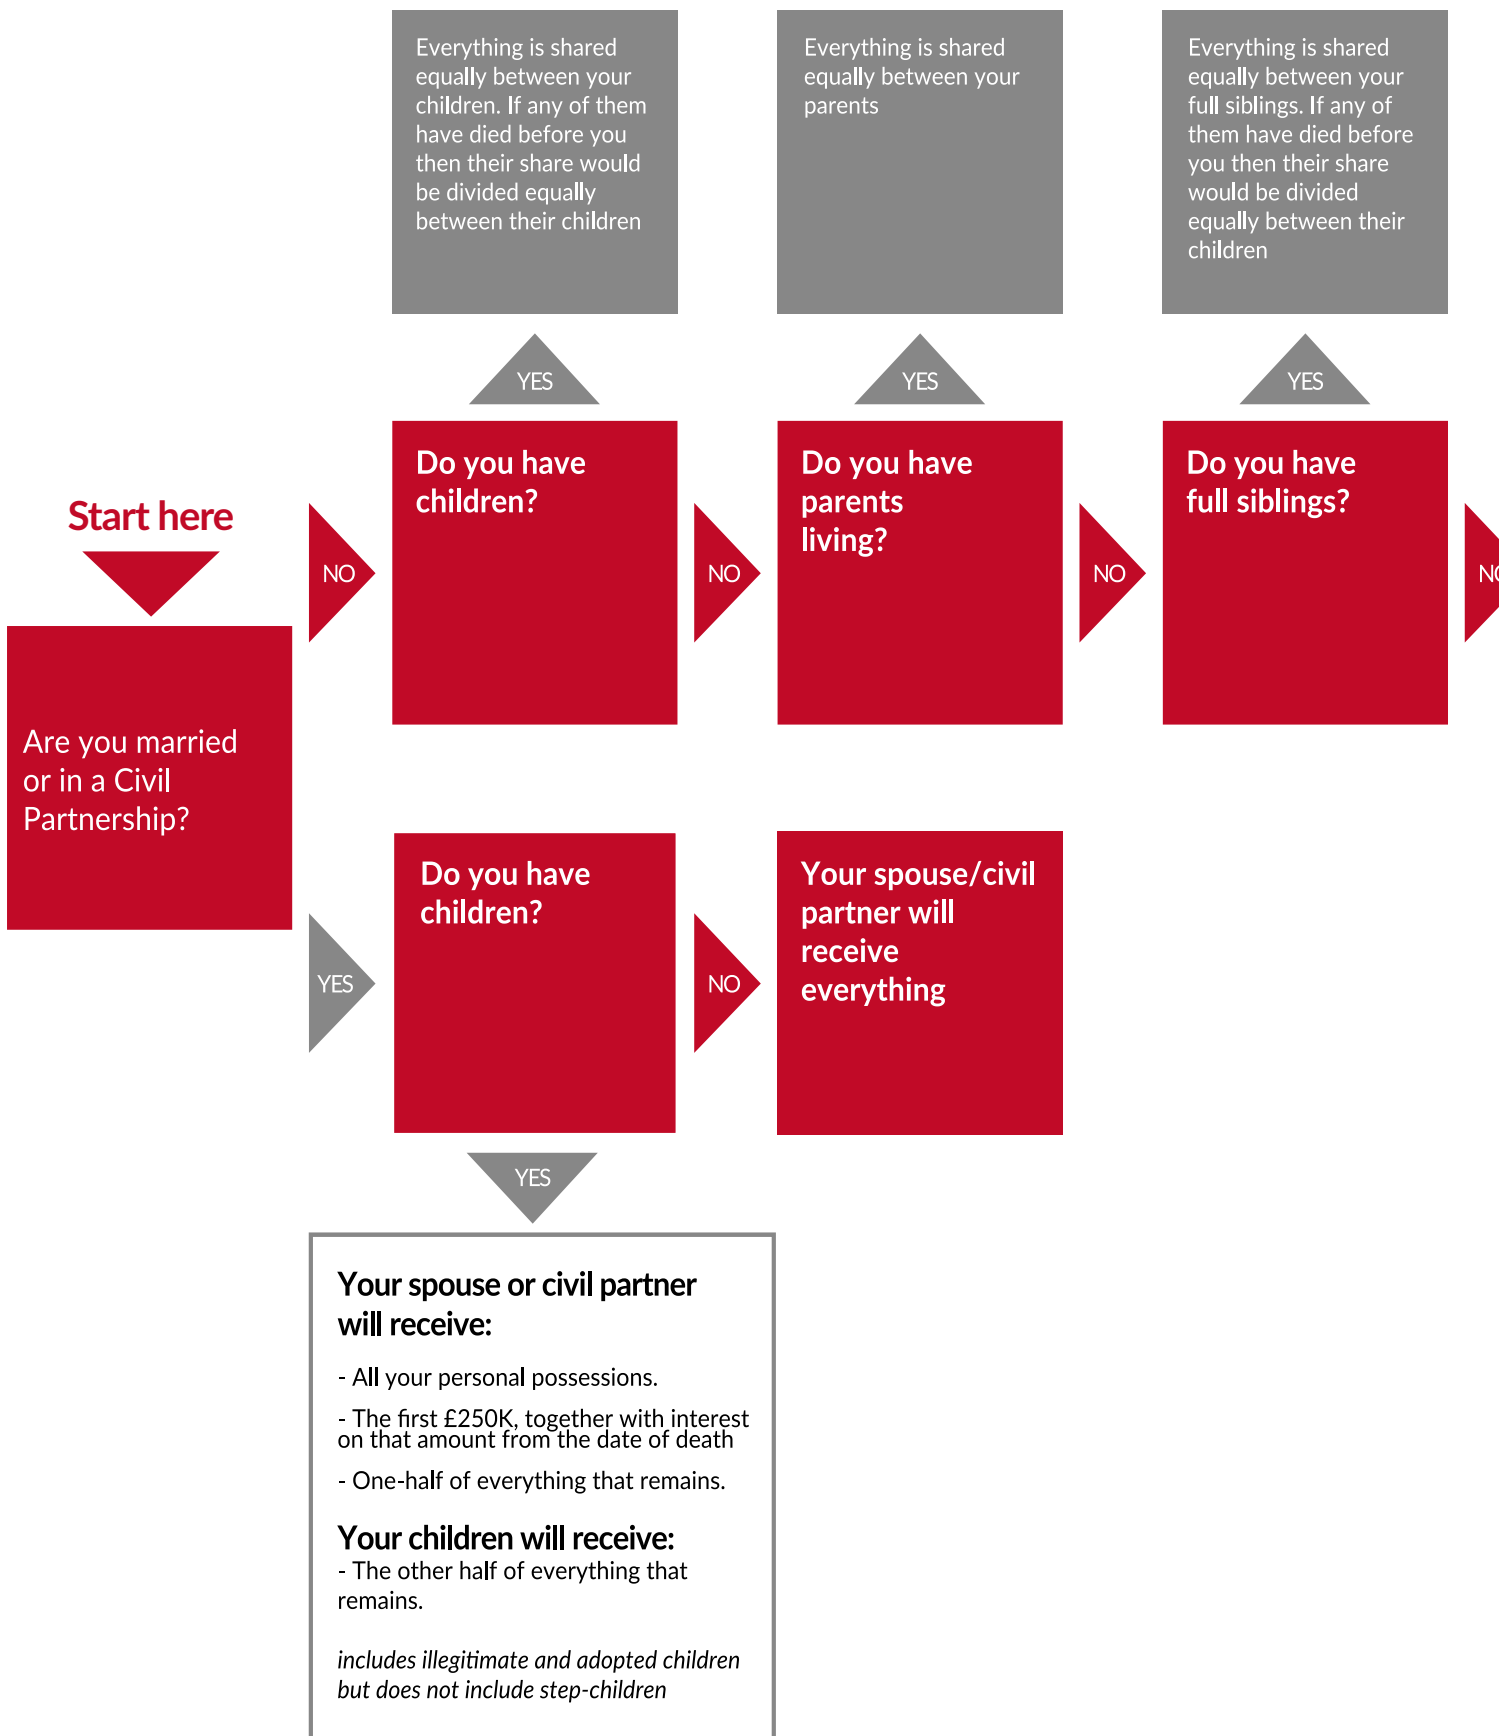 Everything is shared
equally between your
children. If any of them
have died before you
then their share would
be divided equally
between their children
Everything is shared
equally between your
parents
Everything is shared
equally between your
full siblings. If any of
them have died before
you then their share
would be divided
equally between their
children
YES
YES
YES
Start here
NO
Do you have
children?
NO
Do you have
parents
living?
NO
Do you have
full siblings?
Are you married
or in a Civil
Partnership?
YES
Do you have
children?
NO
Your spouse/civil
partner will
receive
everything
YES
Your spouse or civil partner
will receive:
- All your personal possessions.
- The first £250K, together with interest
on that amount from the date of death
- One-half of everything that remains.
Your children will receive:
- The other half of everything that
remains.
includes illegitimate and adopted children
but does not include step-children